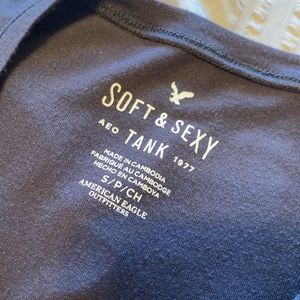 SOFT & SEXY
AEO TANK 1977
MADE IN CAMBODIA
FABRIQUÉ AU CAMBODGE
HECHO EN CAMBOYA
S/P/CH
AMERICAN EAGLE
OUTFITTERS